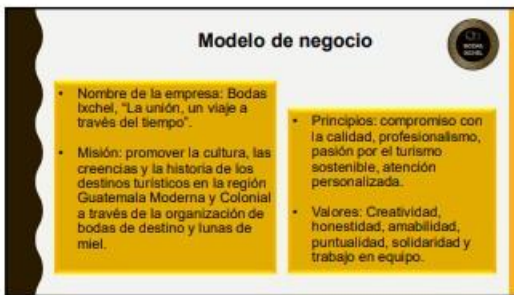 Modelo de negocio
BODAS
IXCHEL
• Nombre de la empresa: Bodas
Ixchel, "La unión, un viaje a
través del tiempo".
• Misión: promover la cultura, las
creencias y la historia de los
destinos turísticos en la región
Guatemala Moderna y Colonial
a través de la organización de
bodas de destino y lunas de
miel.
• Principios: compromiso con
la calidad, profesionalismo,
pasión por el turismo
sostenible, atención
personalizada.
• Valores: Creatividad,
honestidad, amabilidad,
puntualidad, solidaridad y
trabajo en equipo.